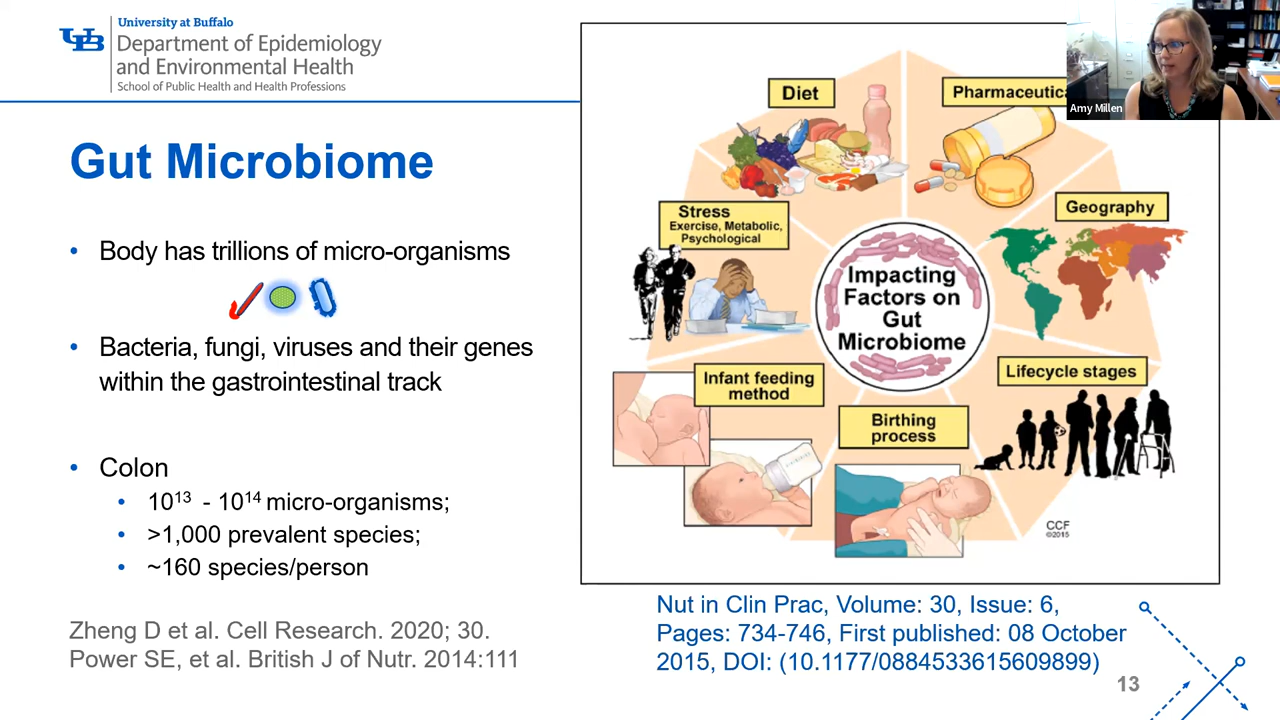 University at Buffalo
Department of Epidemiology
and Environmental Health
School of Public Health and Health Professions
Gut Microbiome
• Body has trillions of micro-organisms
• Bacteria, fungi, viruses and their genes
within the gastrointestinal track
• Colon
• 10¹³ - 10¹⁴ micro-organisms;
• >1,000 prevalent species;
• ~160 species/person
Zheng D et al. Cell Research. 2020; 30.
Power SE, et al. British J of Nutr. 2014:111
Diet
Pharmaceutica
Amy Millen
Stress
Exercise, Metabolic,
Psychological
Geography
Impacting
Factors on
Gut
Microbiome
Infant feeding
method
Birthing
process
Lifecycle stages
CCF
©2015
Nut in Clin Prac, Volume: 30, Issue: 6,
Pages: 734-746, First published: 08 October
2015, DOI: (10.1177/0884533615609899)
13